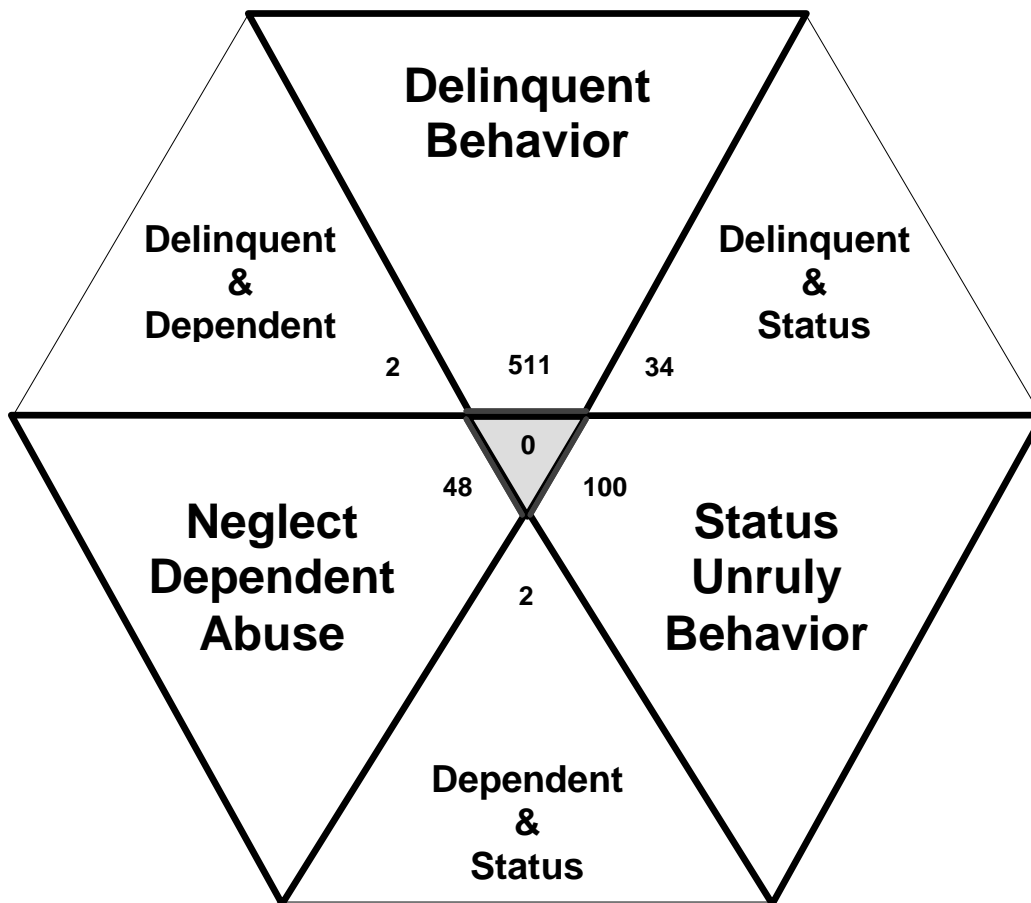 Delinquent
Behavior
Delinquent
&
Dependent
Delinquent
&
Status
2
511
34
0
48
100
Neglect
Dependent
Abuse
Status
Unruly
Behavior
2
Dependent
&
Status